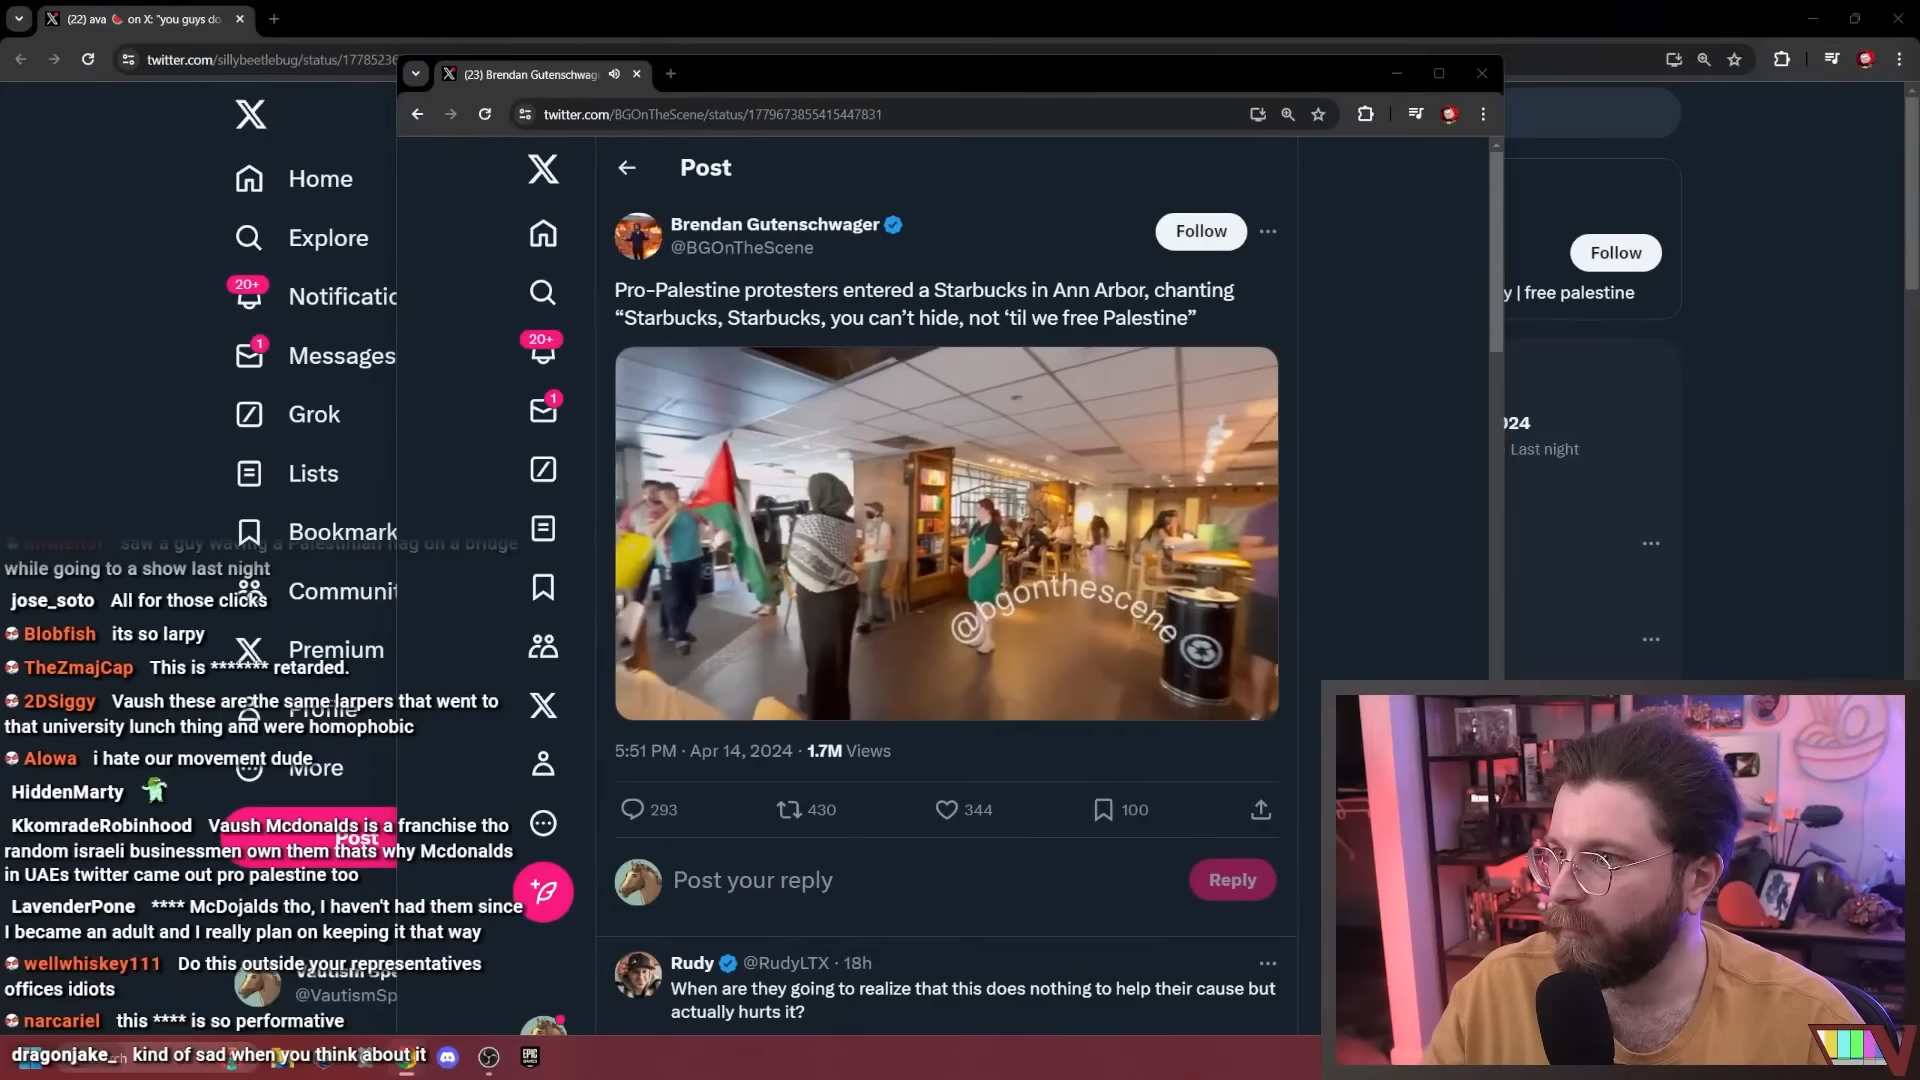 (22) ava 🍉 on X: "you guys do
twitter.com/sillybeetlebug/status/1778523
(23) Brendan Gutenschwage
twitter.com/BGOnTheScene/status/1779673855415447831
Home
Explore
20+
Notificatio
1
Messages
Grok
Lists
Bookmark
Communit
Premium
Profile
More
Post
@VautismSp
20+
1
Post
Brendan Gutenschwager
@BGOnTheScene
Follow
Pro-Palestine protesters entered a Starbucks in Ann Arbor, chanting
“Starbucks, Starbucks, you can’t hide, not ‘til we free Palestine”
@bgonthescene
5:51 PM · Apr 14, 2024 · 1.7M Views
293
430
344
100
Post your reply
Reply
Rudy @RudyLTX · 18h
When are they going to realize that this does nothing to help their cause but
actually hurts it?
Follow
y | free palestine
024
Last night
saw a guy waving a Palestinian flag on a bridge
while going to a show last night
jose_soto All for those clicks
Blobfish its so larpy
TheZmajCap This is ******* retarded.
2DSiggy Vaush these are the same larpers that went to
that university lunch thing and were homophobic
Alowa i hate our movement dude
HiddenMarty
KkomradeRobinhood Vaush Mcdonalds is a franchise tho
random israeli businessmen own them thats why Mcdonalds
in UAEs twitter came out pro palestine too
LavenderPone **** McDojalds tho, I haven't had them since
I became an adult and I really plan on keeping it that way
wellwhiskey111 Do this outside your representatives
offices idiots
narcariel this **** is so performative
dragonjake_ kind of sad when you think about it
EPIC
GAMES